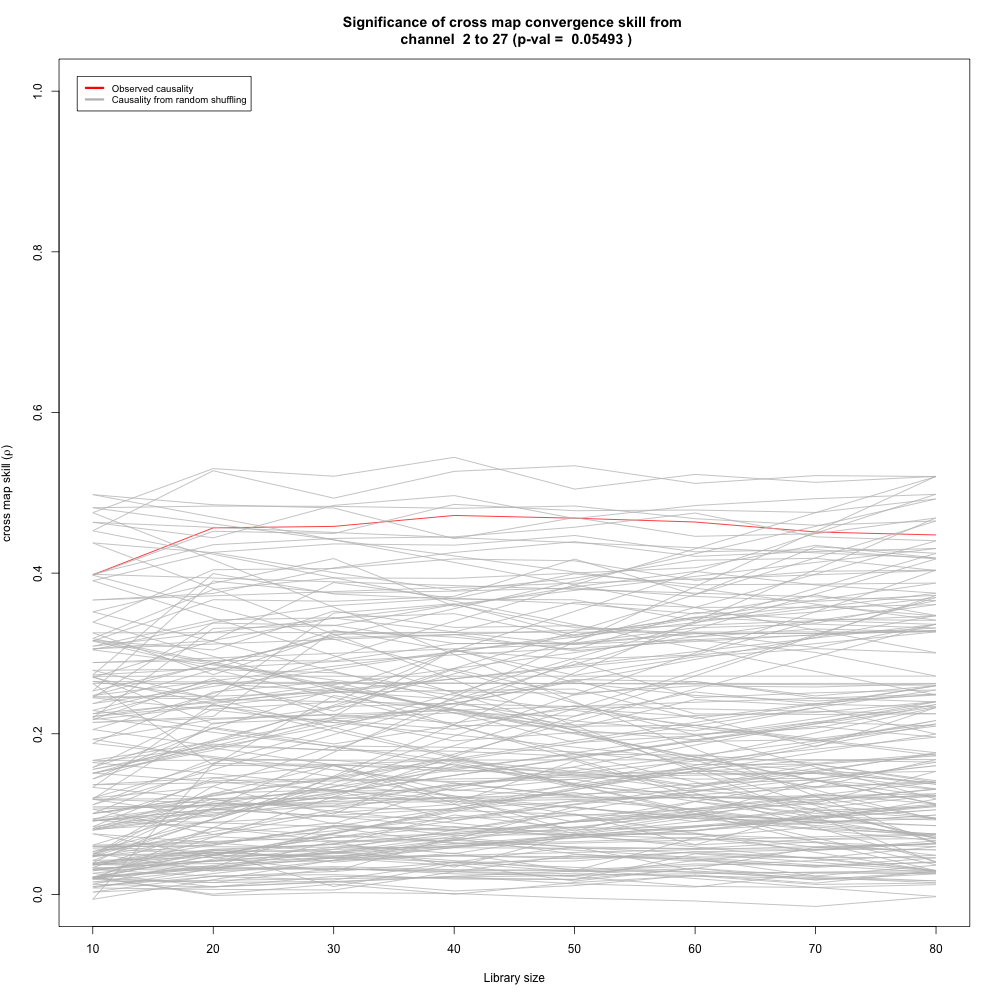 Significance of cross map convergence skill from
channel  2 to 27 (p-val =  0.05493 )
Observed causality
Causality from random shuffling
cross map skill (ρ)
1.0
0.8
0.6
0.4
0.2
0.0
10 20 30 40 50 60 70 80
Library size